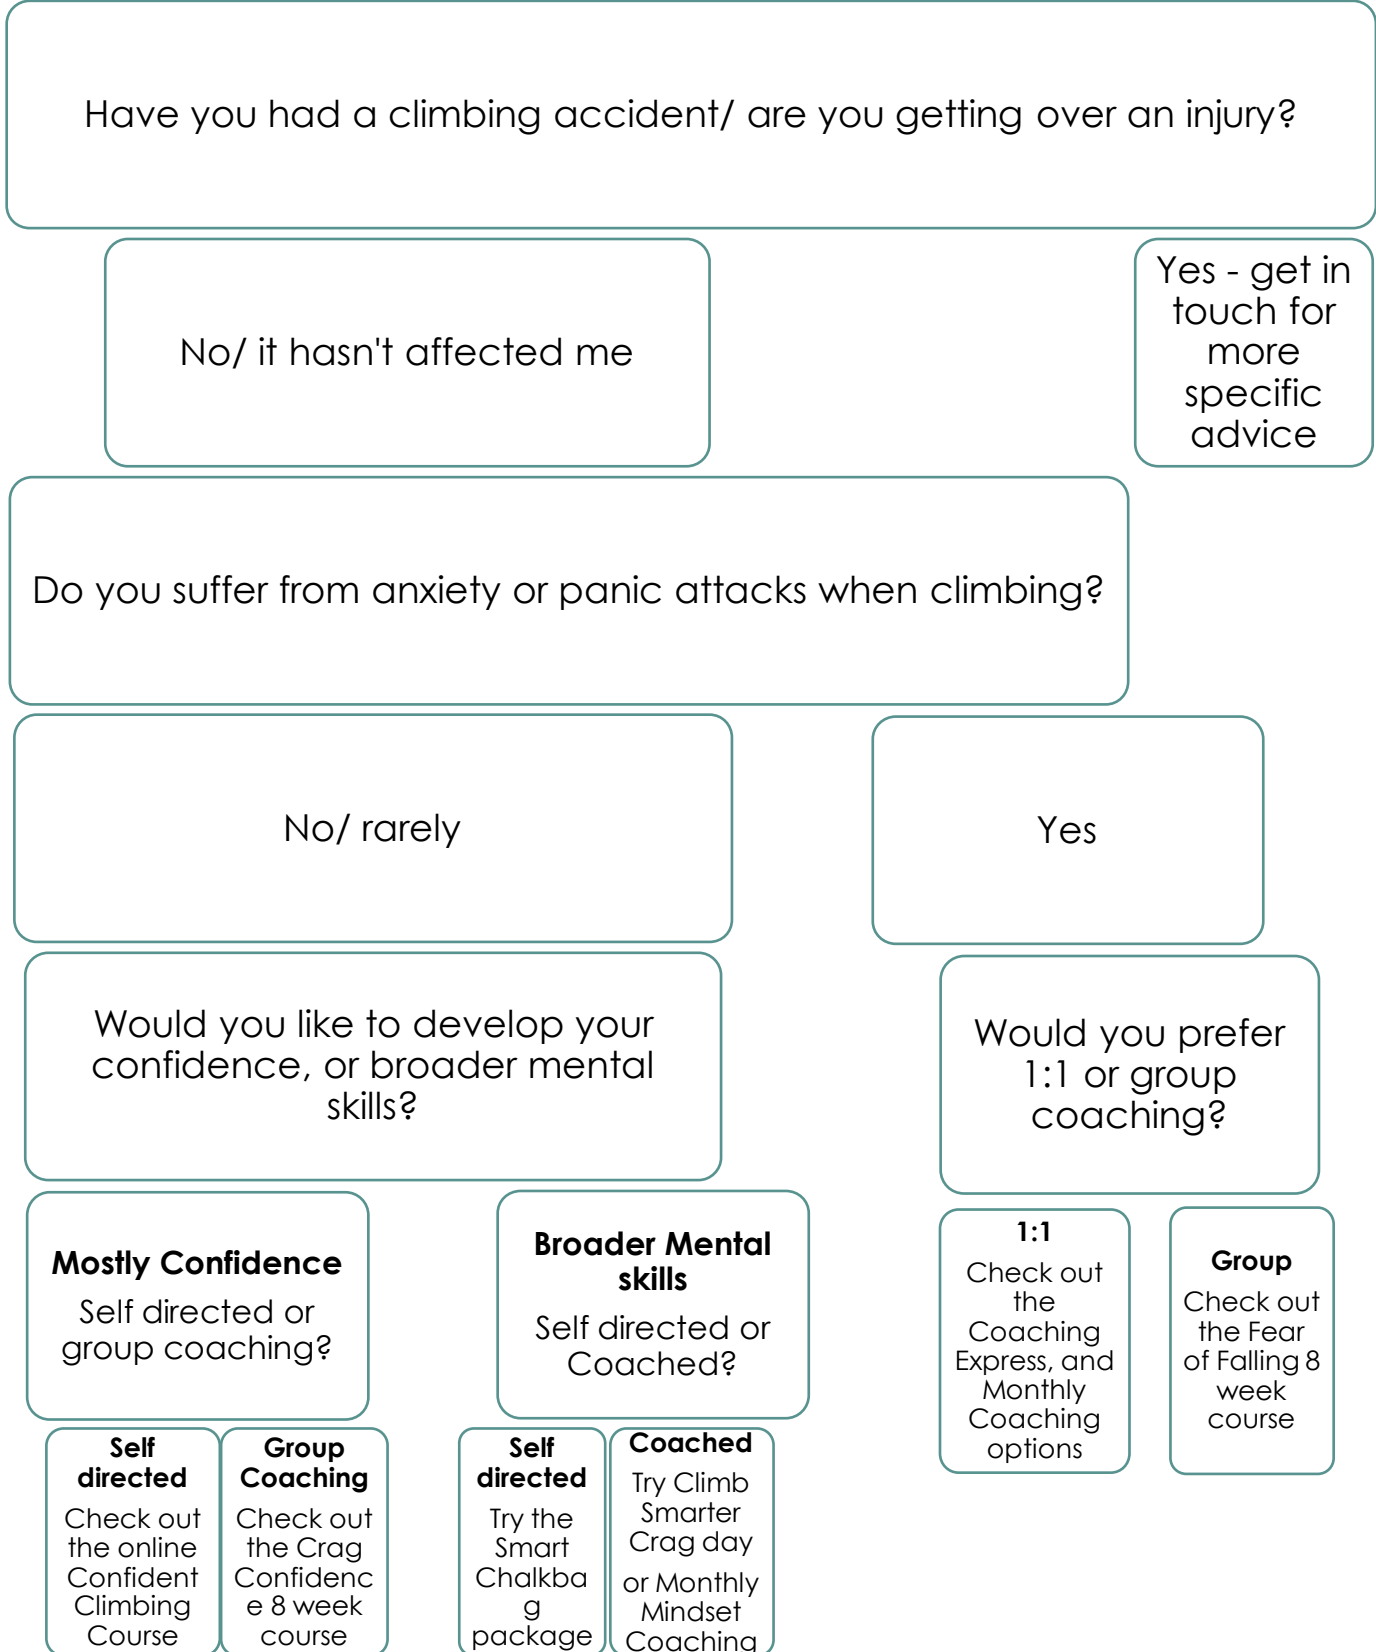 Have you had a climbing accident/ are you getting over an injury?
No/ it hasn't affected me
Yes - get in
touch for
more
specific
advice
Do you suffer from anxiety or panic attacks when climbing?
No/ rarely
Yes
Would you like to develop your
confidence, or broader mental
skills?
Would you prefer
1:1 or group
coaching?
Mostly Confidence
Self directed or
group coaching?
Broader Mental
skills
Self directed or
Coached?
1:1
Check out
the
Coaching
Express, and
Monthly
Coaching
options
Group
Check out
the Fear
of Falling 8
week
course
Self
directed
Check out
the online
Confident
Climbing
Course
Group
Coaching
Check out
the Crag
Confidenc
e 8 week
course
Self
directed
Try the
Smart
Chalkba
g
package
Coached
Try Climb
Smarter
Crag day
or Monthly
Mindset
Coaching